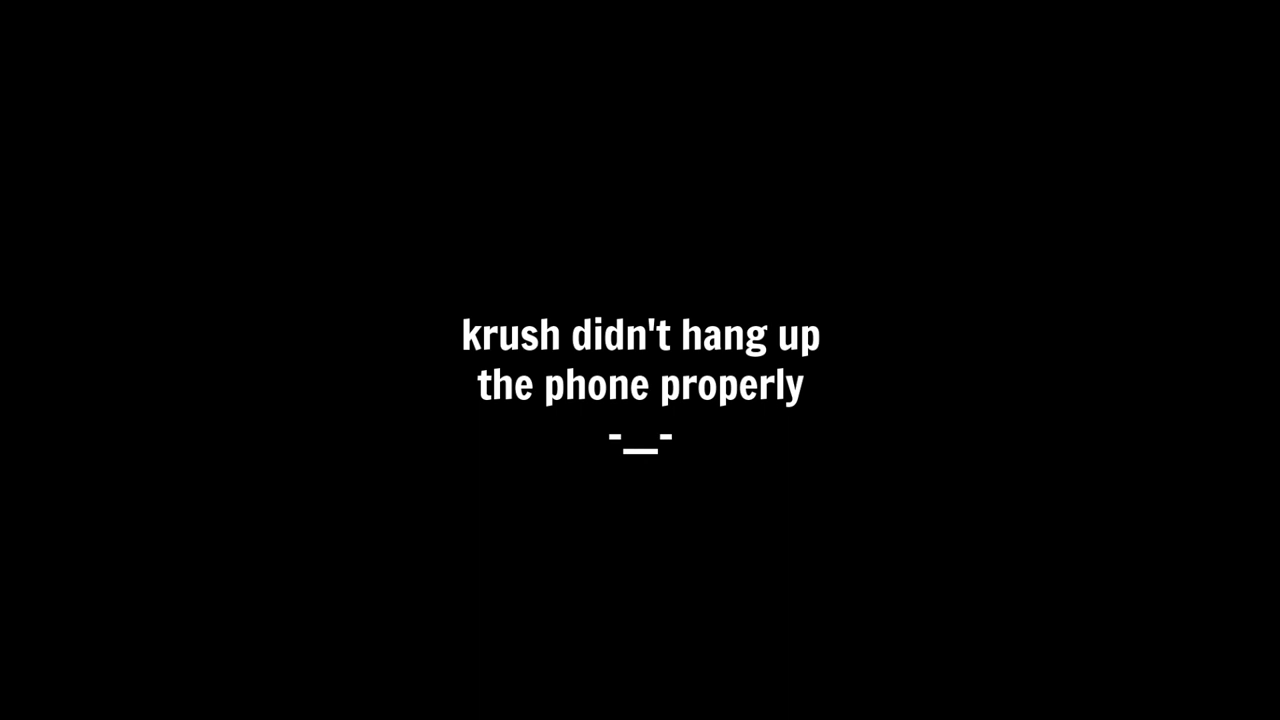 krush didn't hang up
the phone properly
-__-